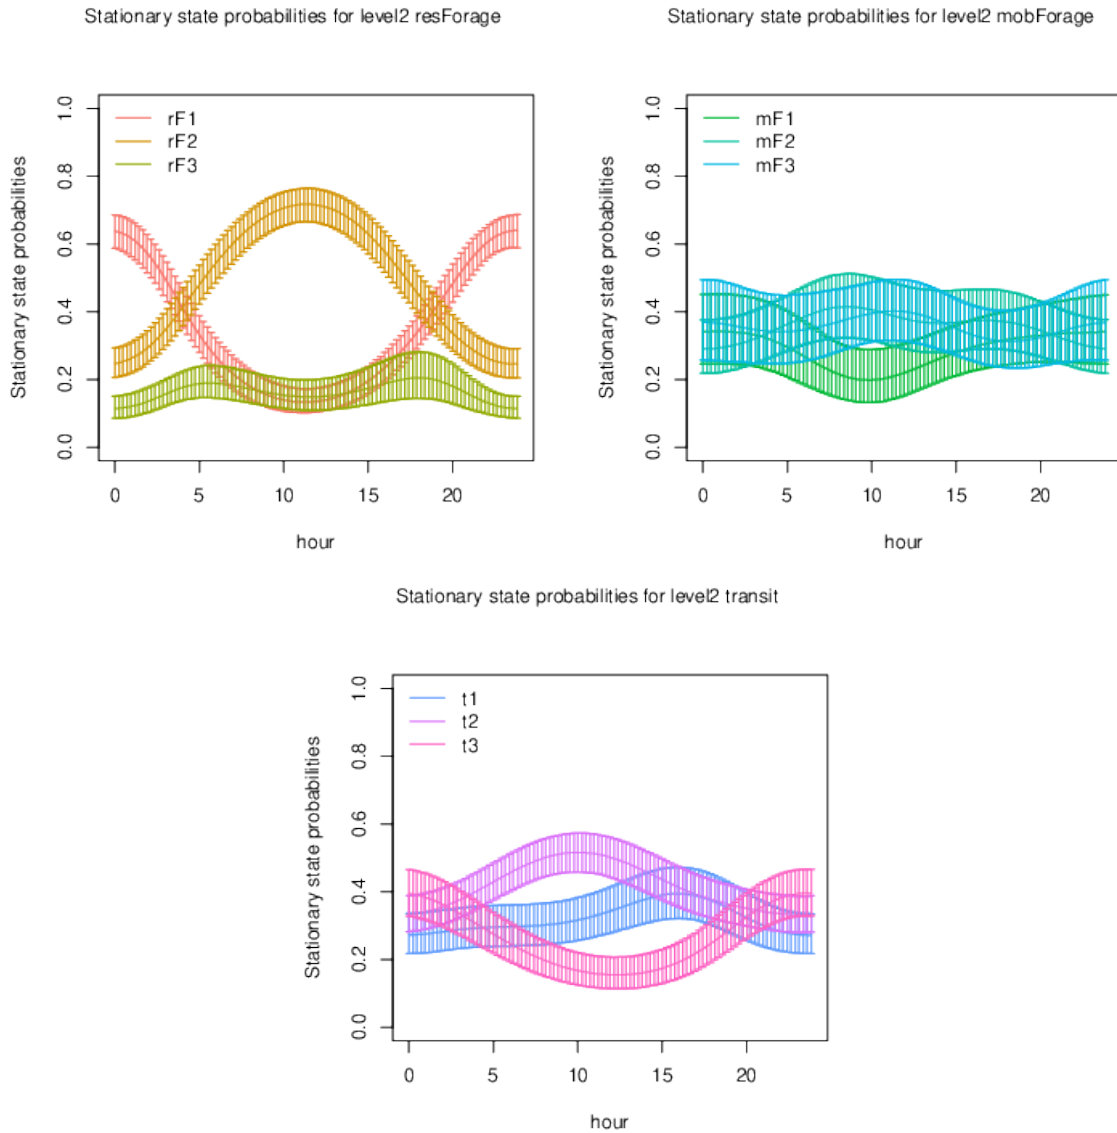 Stationary state probabilities for level2 resForage
rF1
rF2
rF3
Stationary state probabilities
0.0 0.2 0.4 0.6 0.8 1.0
0 5 10 15 20
hour
Stationary state probabilities for level2 mobForage
mF1
mF2
mF3
Stationary state probabilities
0.0 0.2 0.4 0.6 0.8 1.0
0 5 10 15 20
hour
Stationary state probabilities for level2 transit
t1
t2
t3
Stationary state probabilities
0.0 0.2 0.4 0.6 0.8 1.0
0 5 10 15 20
hour